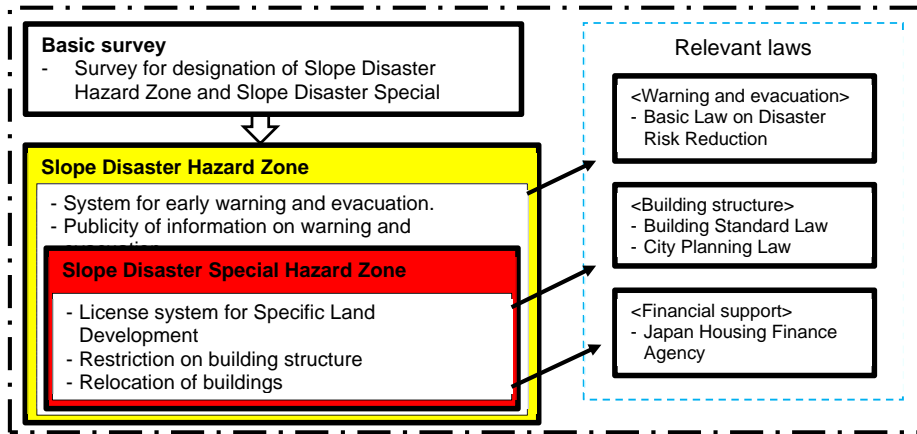 Basic survey
- Survey for designation of Slope Disaster
Hazard Zone and Slope Disaster Special
Slope Disaster Hazard Zone
- System for early warning and evacuation.
- Publicity of information on warning and
Slope Disaster Special Hazard Zone
- License system for Specific Land
Development
- Restriction on building structure
- Relocation of buildings
Relevant laws
<Warning and evacuation>
- Basic Law on Disaster
Risk Reduction
<Building structure>
- Building Standard Law
- City Planning Law
<Financial support>
- Japan Housing Finance
Agency